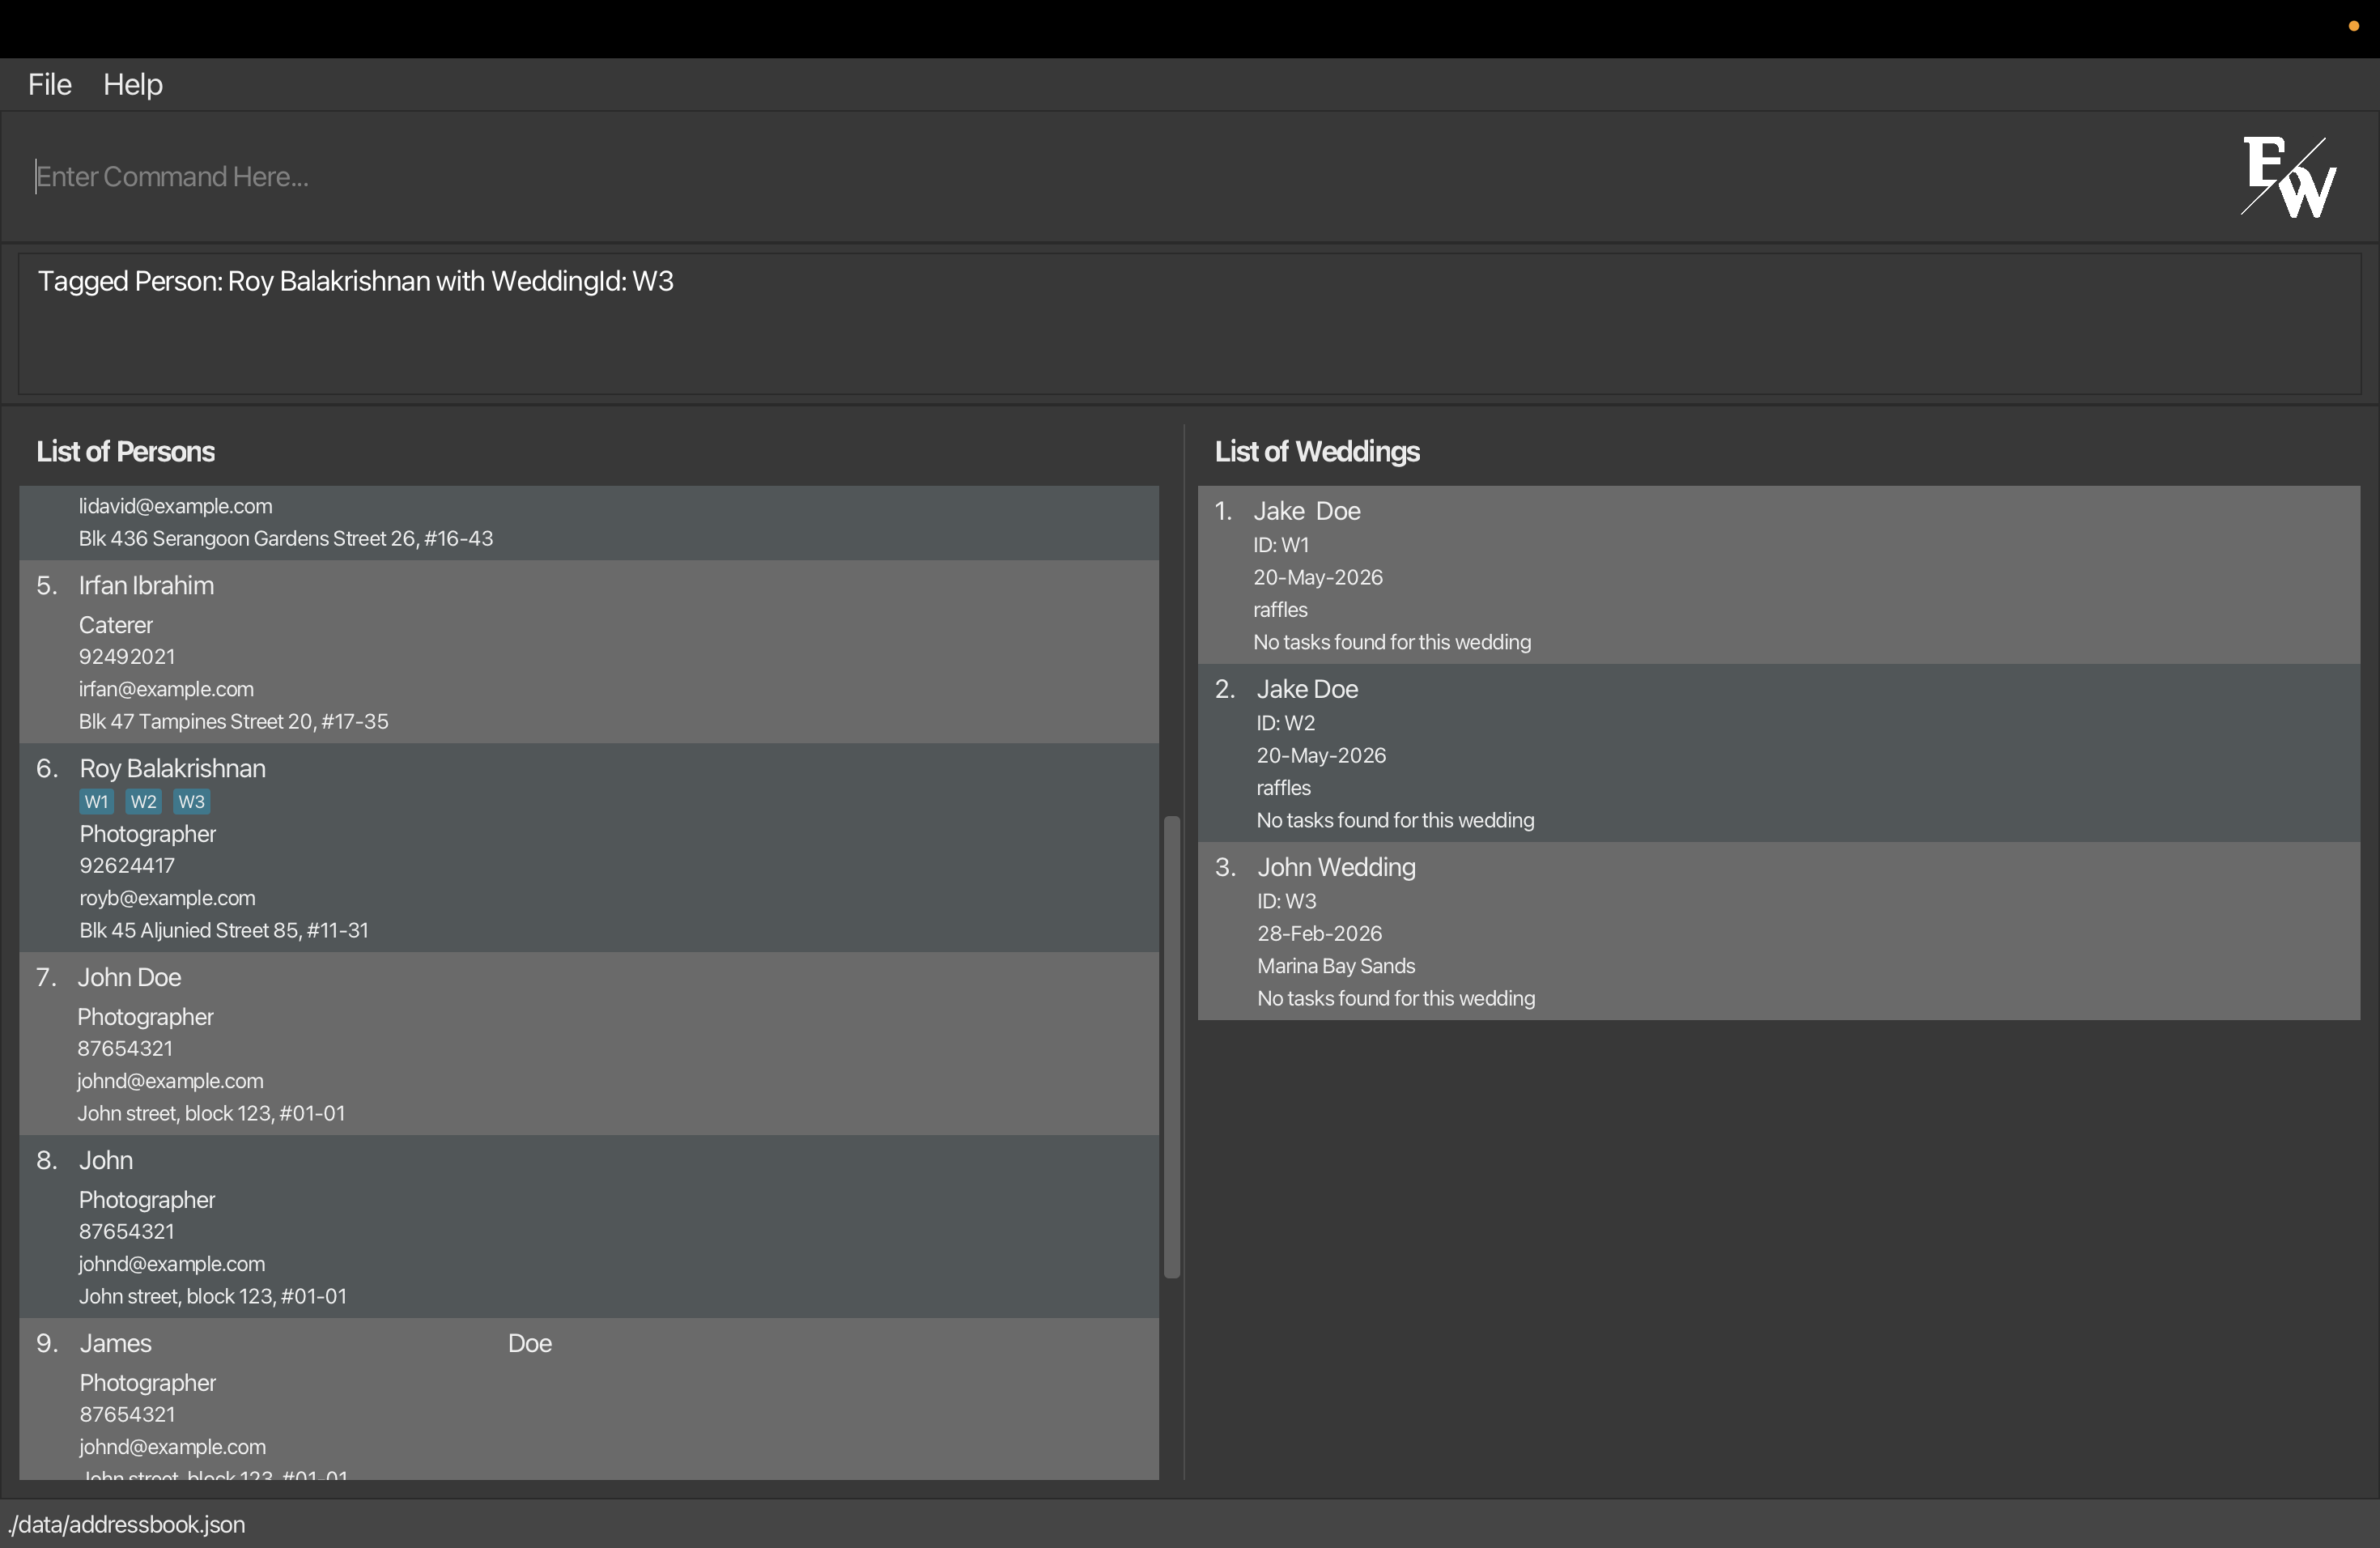 File Help
Enter Command Here...
EW
Tagged Person: Roy Balakrishnan with WeddingId: W3
List of Persons
lidavid@example.com
Blk 436 Serangoon Gardens Street 26, #16-43
5. Irfan Ibrahim
Caterer
92492021
irfan@example.com
Blk 47 Tampines Street 20, #17-35
6. Roy Balakrishnan
W1 W2 W3
Photographer
92624417
royb@example.com
Blk 45 Aljunied Street 85, #11-31
7. John Doe
Photographer
87654321
johnd@example.com
John street, block 123, #01-01
8. John
Photographer
87654321
johnd@example.com
John street, block 123, #01-01
9. James Doe
Photographer
87654321
johnd@example.com
John street, block 123, #01-01
List of Weddings
1. Jake  Doe
ID: W1
20-May-2026
raffles
No tasks found for this wedding
2. Jake Doe
ID: W2
20-May-2026
raffles
No tasks found for this wedding
3. John Wedding
ID: W3
28-Feb-2026
Marina Bay Sands
No tasks found for this wedding
./data/addressbook.json